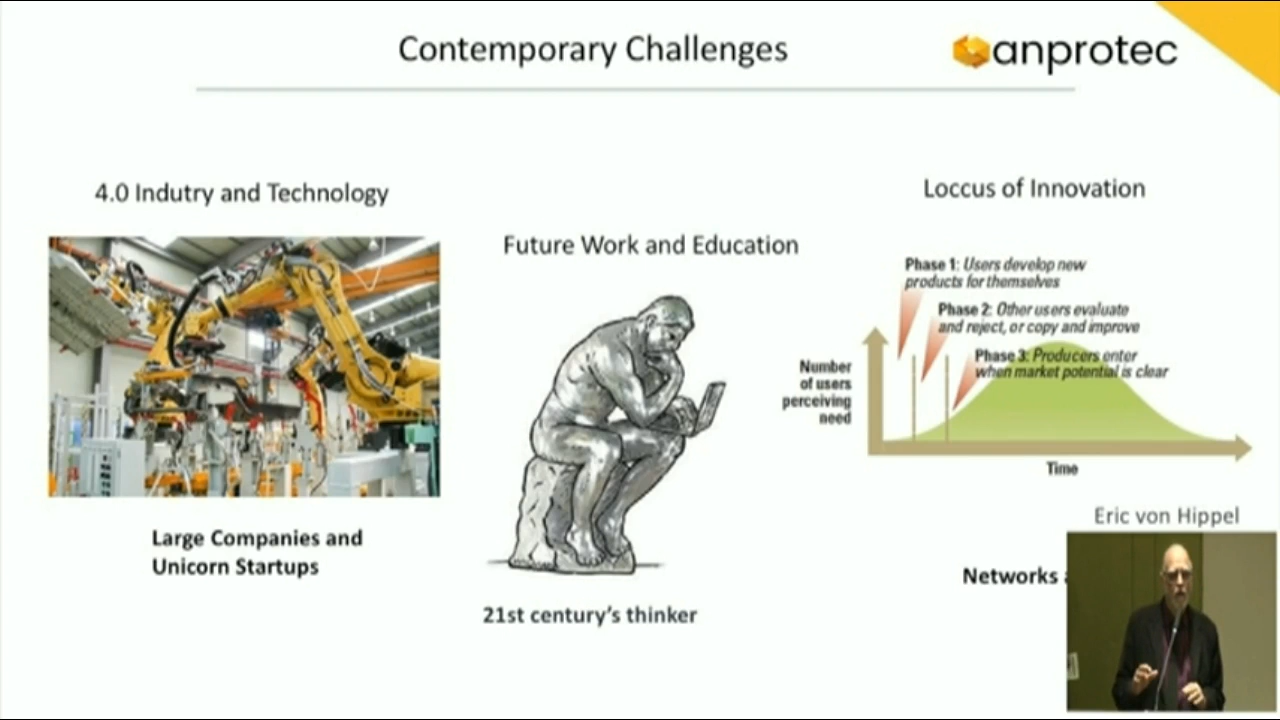 Contemporary Challenges
anprotec
4.0 Indutry and Technology
Large Companies and
Unicorn Startups
Future Work and Education
21st century's thinker
Loccus of Innovation
Phase 1: Users develop new
products for themselves
Phase 2: Other users evaluate
and reject, or copy and improve
Phase 3: Producers enter
when market potential is clear
Number
of users
perceiving
need
Time
Eric von Hippel
Networks